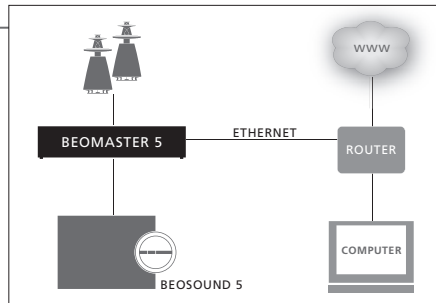 WWW
ETHERNET
BEOMASTER 5
ROUTER
COMPUTER
BEOSOUND 5